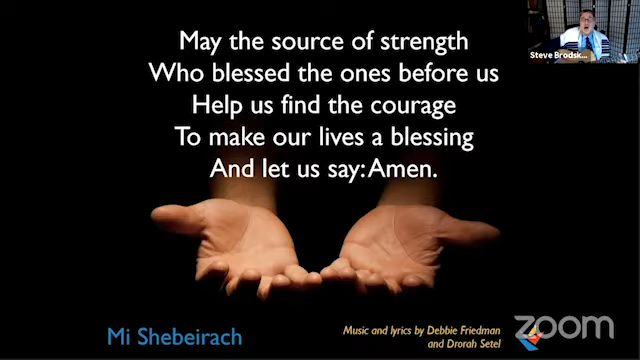 May the source of strength
Who blessed the ones before us
Help us find the courage
To make our lives a blessing
And let us say: Amen.
Steve Brodsk...
Mi Shebeirach
Music and lyrics by Debbie Friedman
and Drorah Setel
zoom